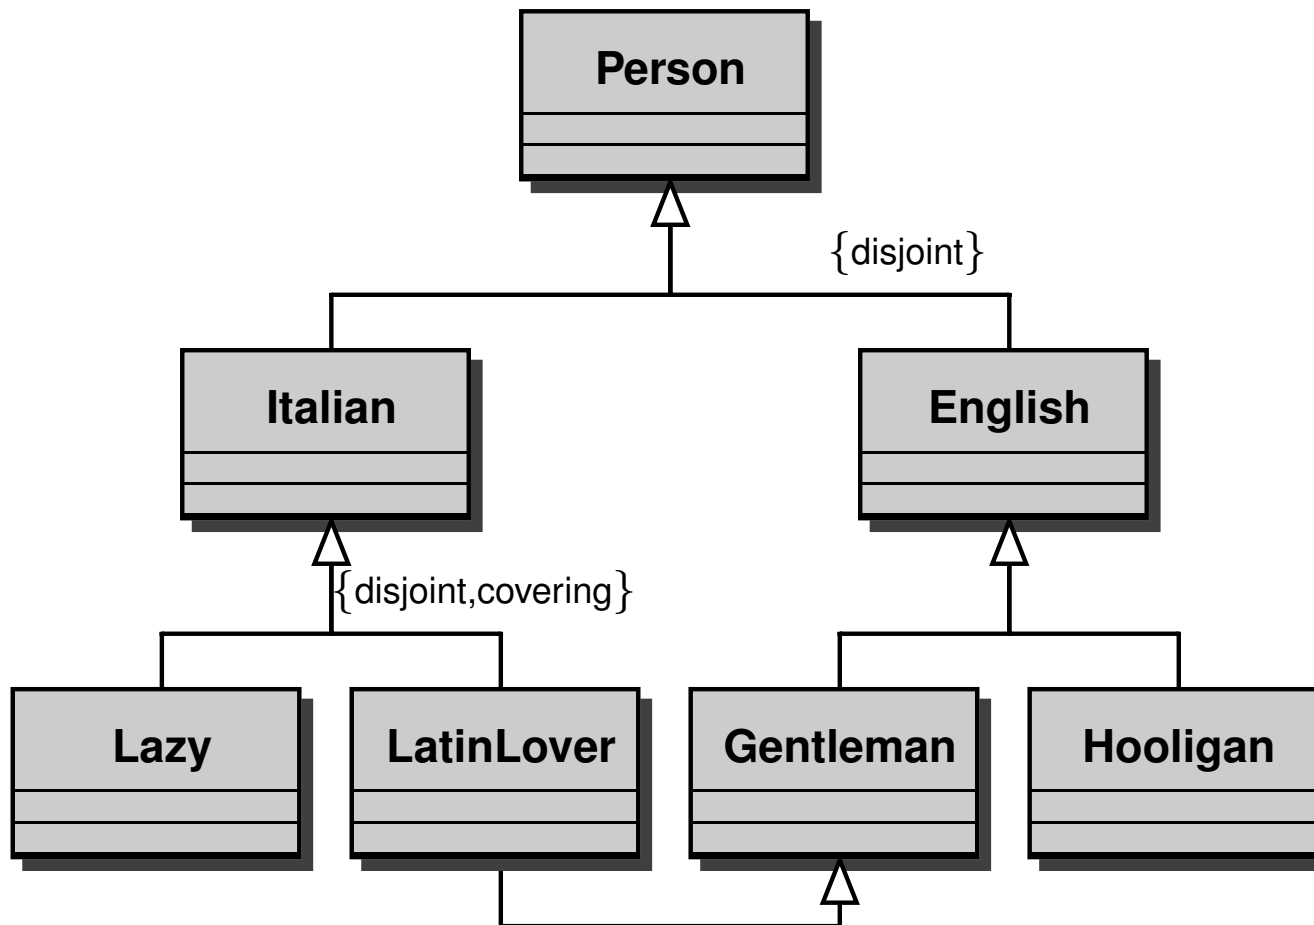 Person
{disjoint}
Italian
English
{disjoint,covering}
Lazy
LatinLover
Gentleman
Hooligan